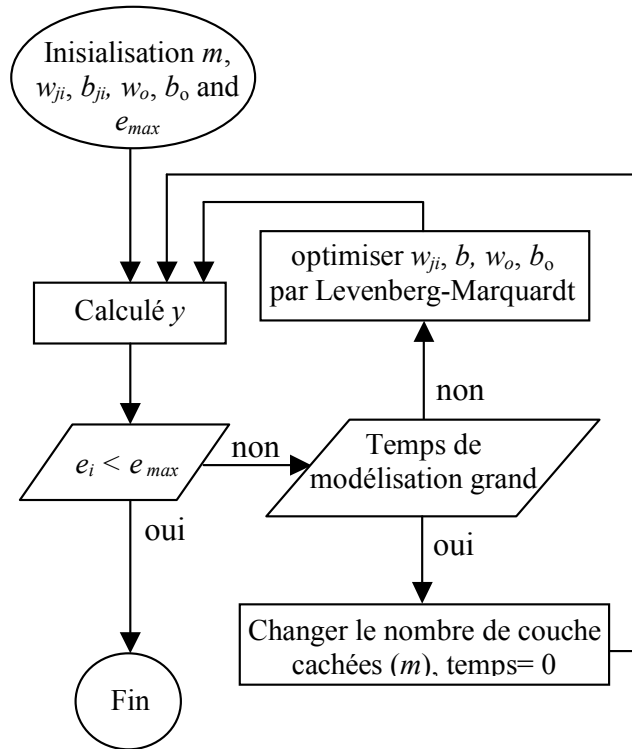 Inisialisation m,
wji, bji, wo, bo and
emax
optimiser wji, b, wo, bo
par Levenberg-Marquardt
Calculé y
non
ei < emax
non
Temps de
modélisation grand
oui
oui
Changer le nombre de couche
cachées (m), temps= 0
Fin